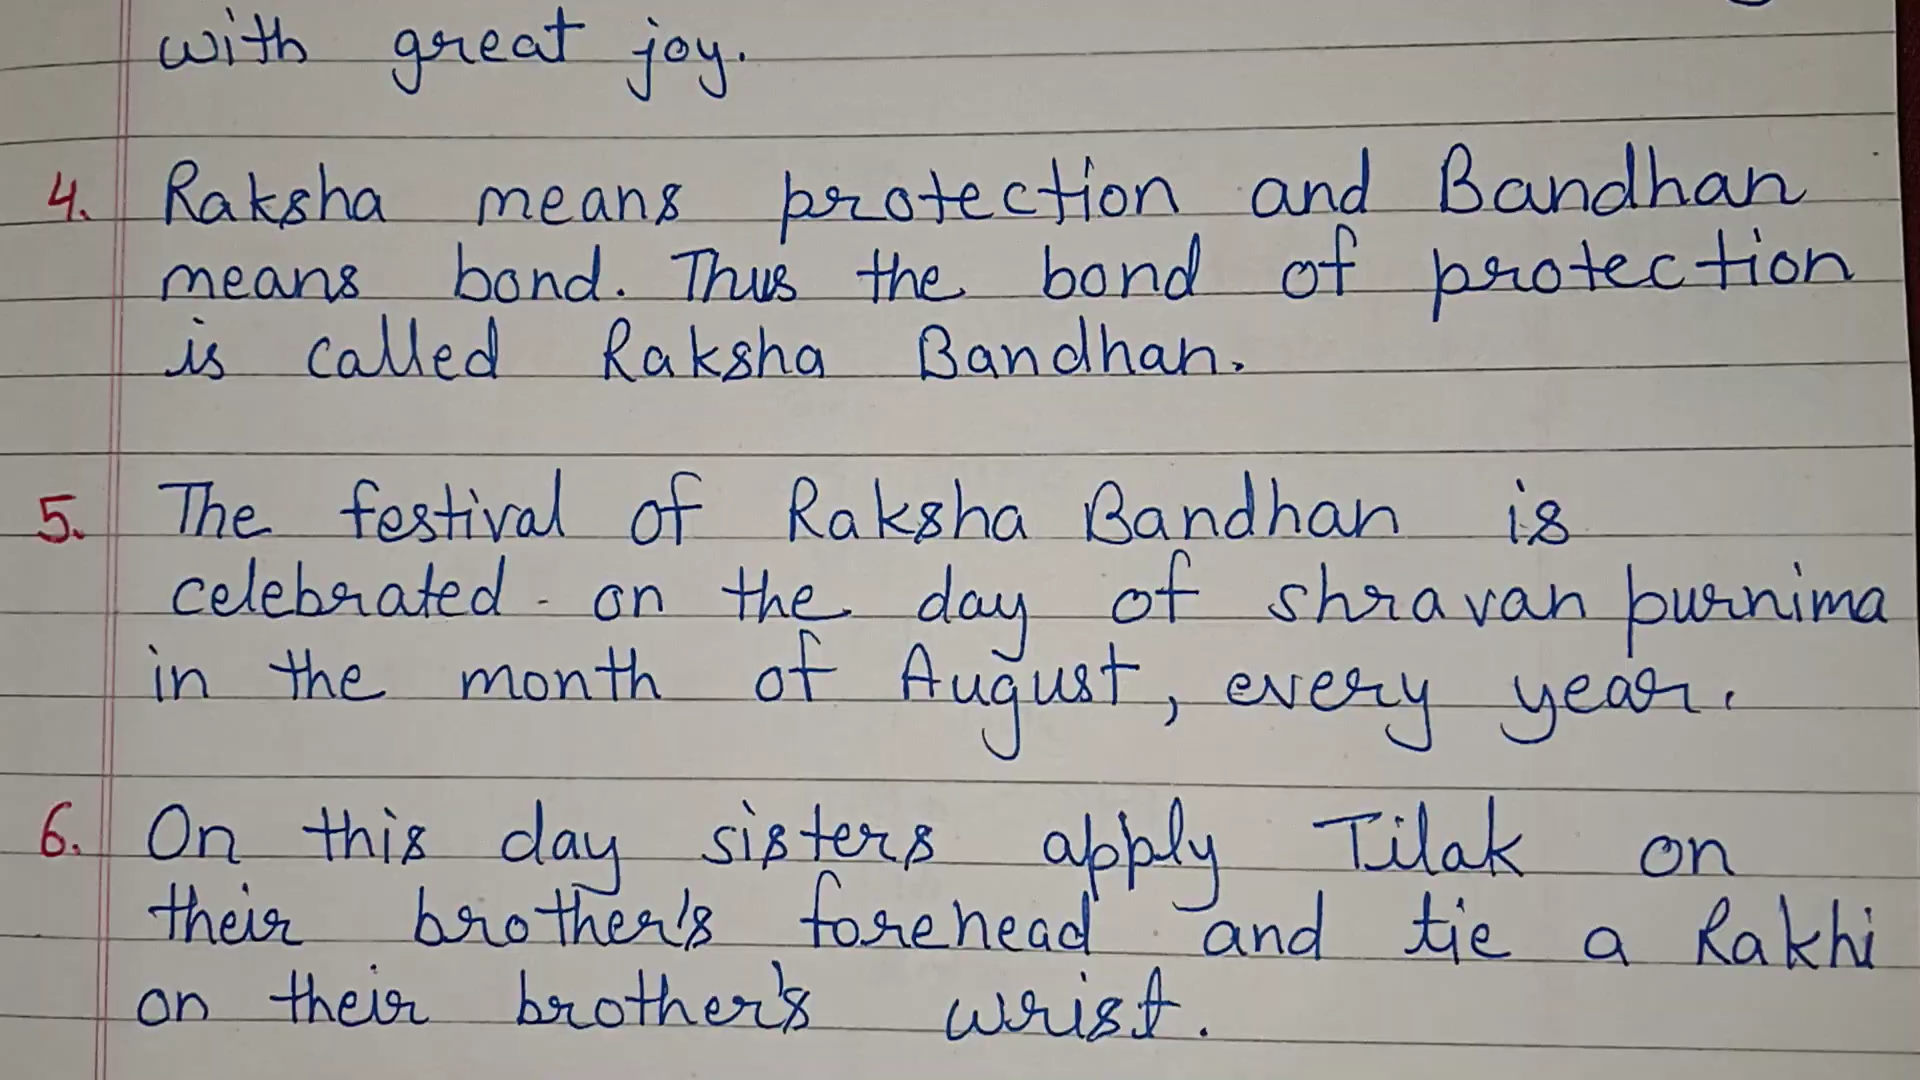 with great joy.
4. Raksha means protection and Bandhan
means bond. Thus the bond of protection
is called Raksha Bandhan.
5. The festival of Raksha Bandhan is
celebrated on the day of shravan purnima
in the month of August, every year.
6. On this day sisters apply Tilak on
their brother's forehead and tie a Rakhi
on their brother's wrist.